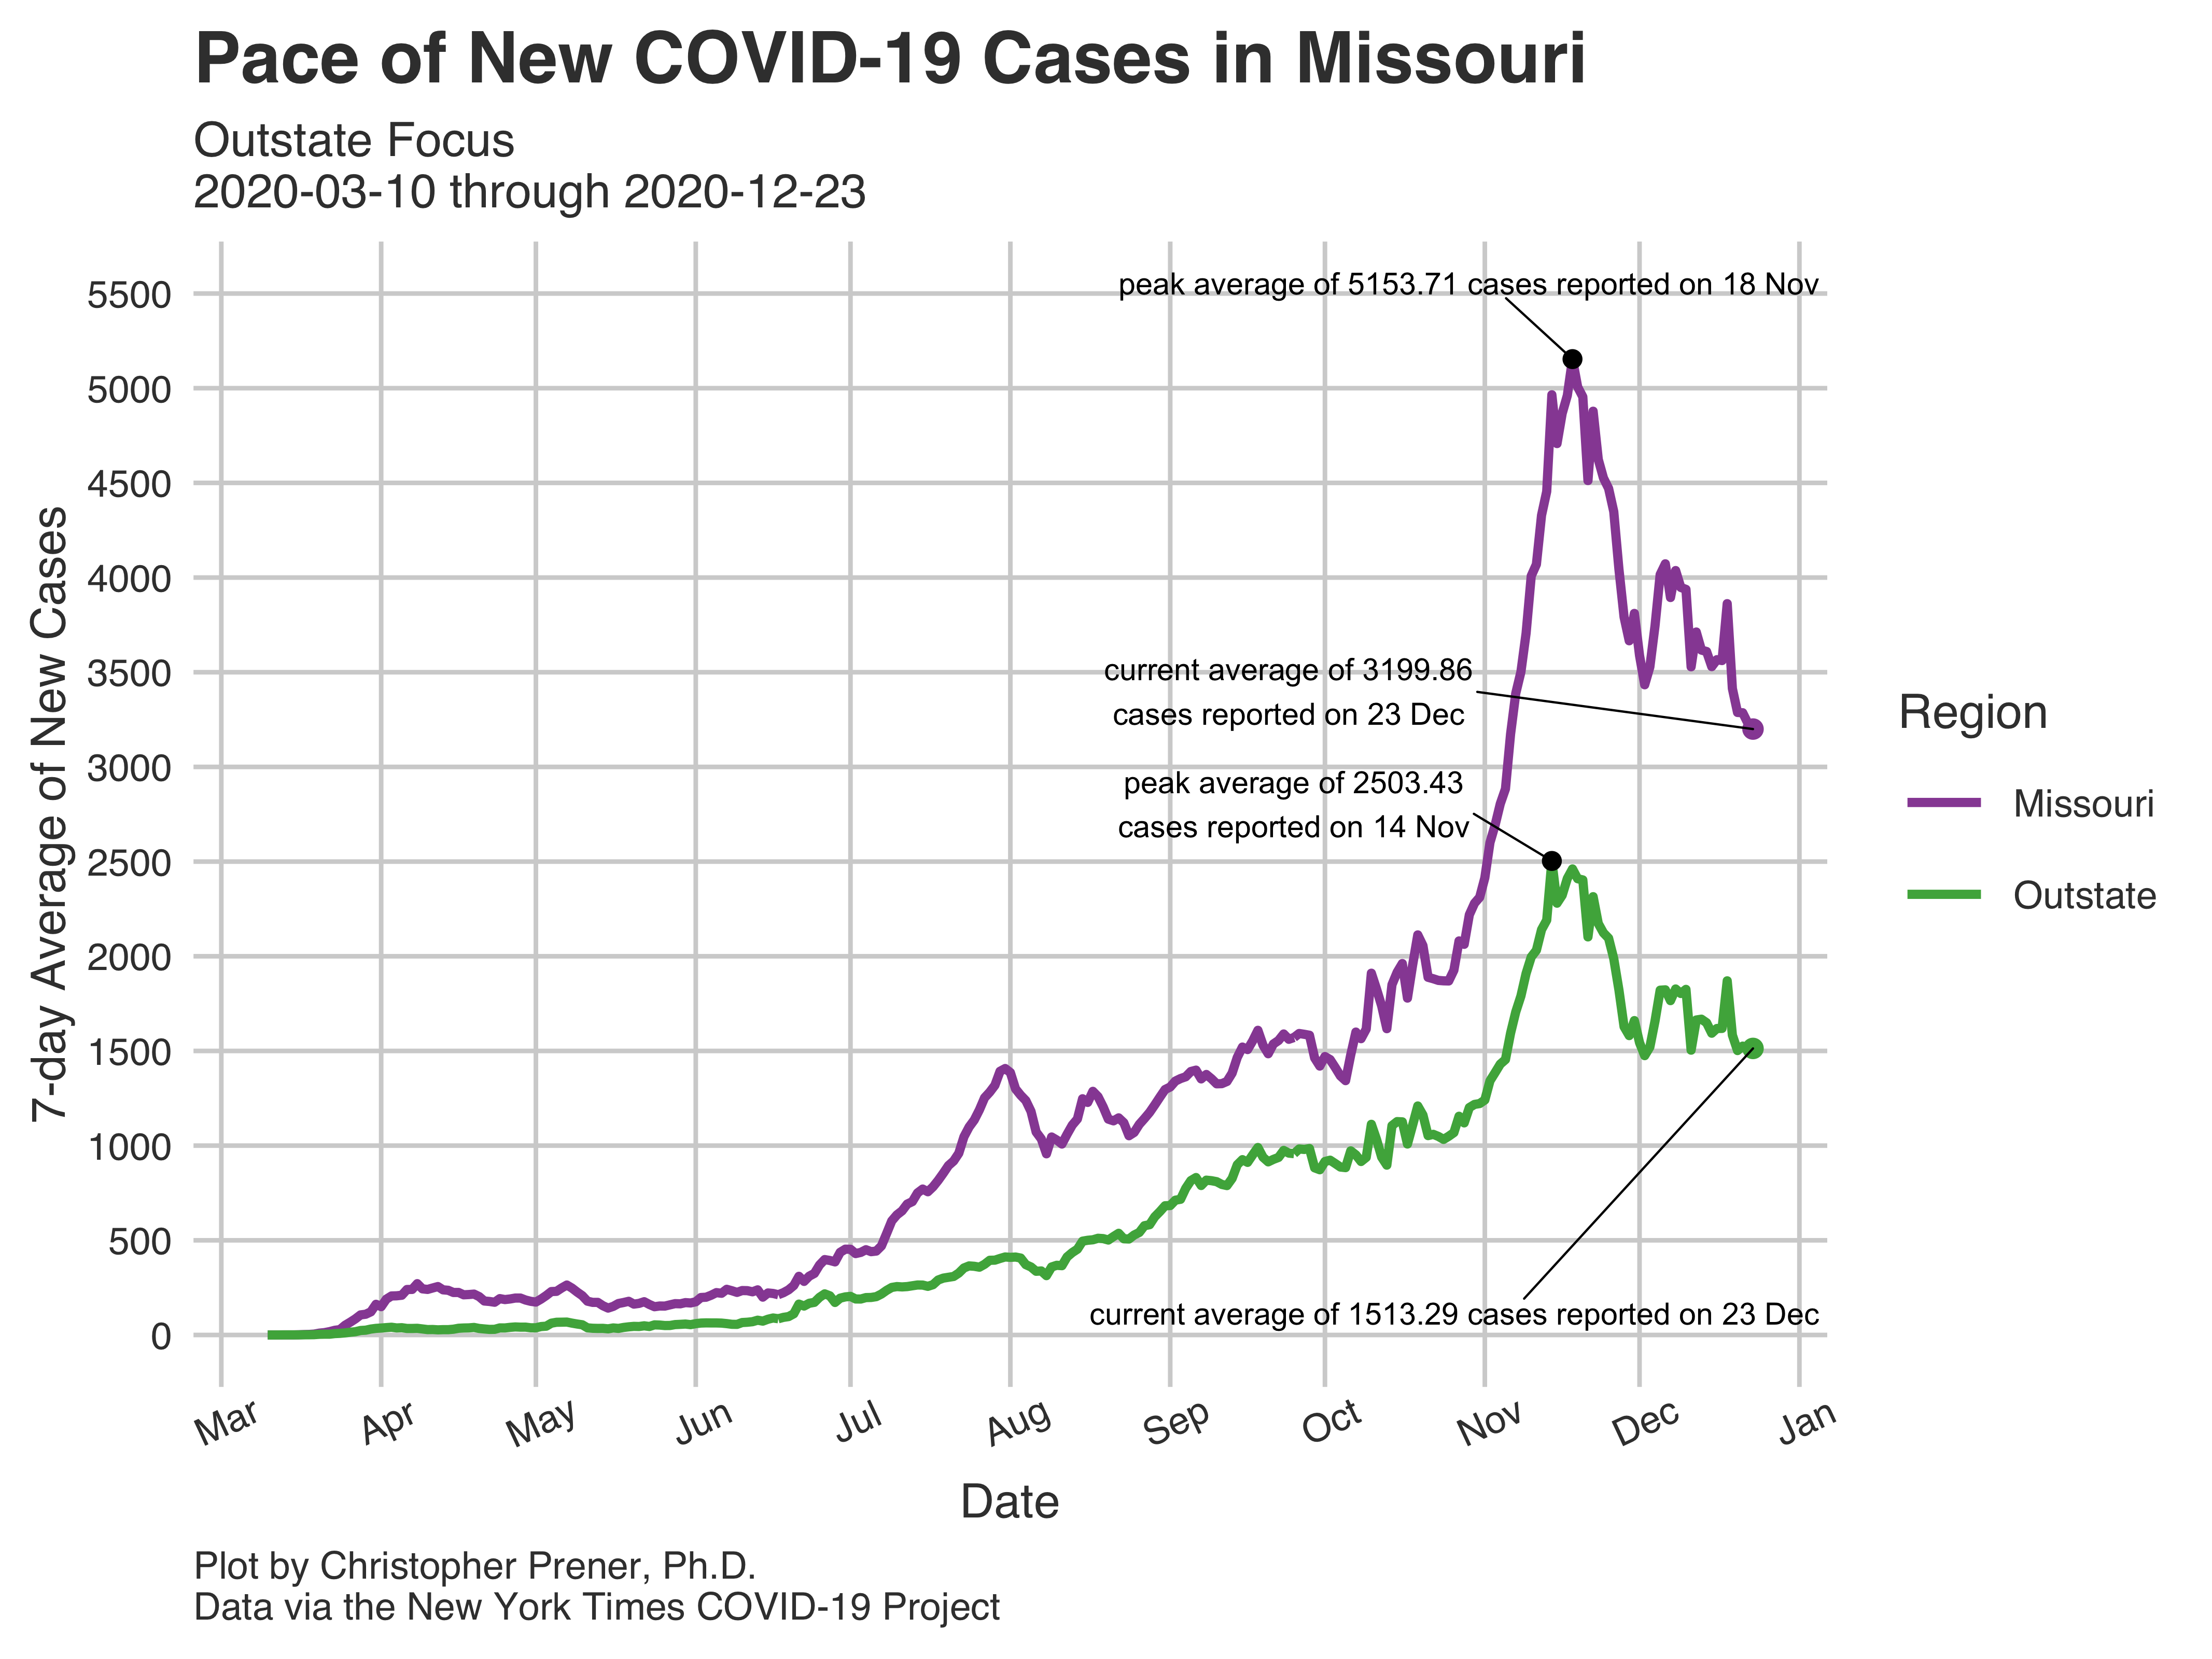 Pace of New COVID-19 Cases in Missouri
Outstate Focus
2020-03-10 through 2020-12-23
7-day Average of New Cases
5500
5000
4500
4000
3500
3000
2500
2000
1500
1000
500
0
peak average of 5153.71 cases reported on 18 Nov
current average of 3199.86
cases reported on 23 Dec
peak average of 2503.43
cases reported on 14 Nov
current average of 1513.29 cases reported on 23 Dec
Region
Missouri
Outstate
Mar
Apr
May
Jun
Jul
Aug
Sep
Oct
Nov
Dec
Jan
Date
Plot by Christopher Prener, Ph.D.
Data via the New York Times COVID-19 Project